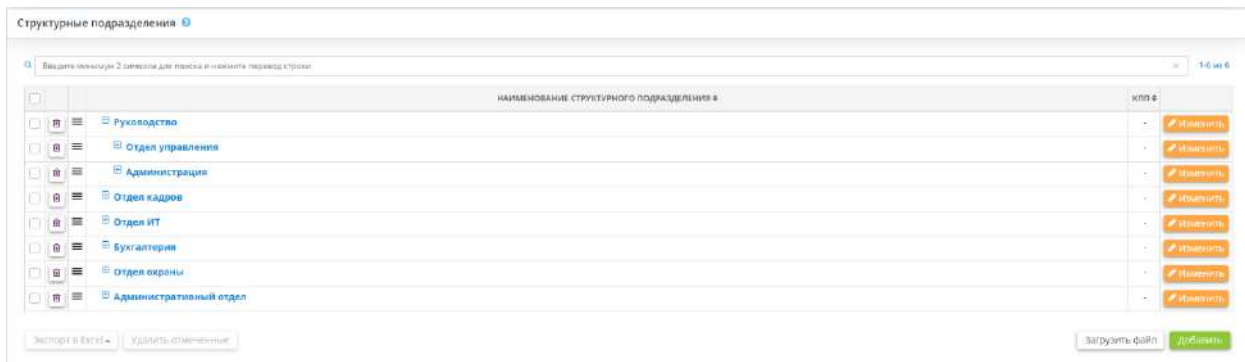 Структурные подразделения
Введите минимум 2 символа для поиска и нажмите перевод строки
1-6 из 6
НАИМЕНОВАНИЕ СТРУКТУРНОГО ПОДРАЗДЕЛЕНИЯ КПП
Руководство - Изменить
Отдел управления - Изменить
Администрация - Изменить
Отдел кадров - Изменить
Отдел ИТ - Изменить
Бухгалтерия - Изменить
Отдел охраны - Изменить
Административный отдел - Изменить
Экспорт в Excel Удалить отмеченные Загрузить файл Добавить